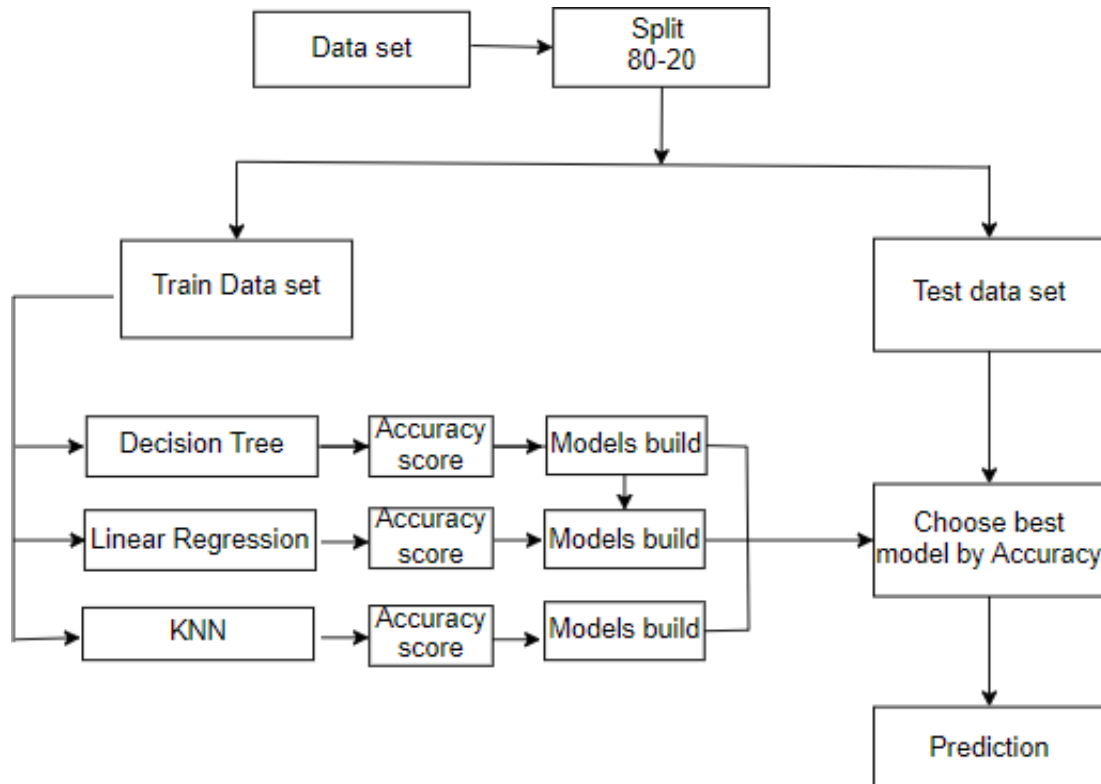 Data set
Split
80-20
Train Data set
Test data set
Decision Tree
Accuracy
score
Models build
Linear Regression
Accuracy
score
Models build
Choose best
model by Accuracy
KNN
Accuracy
score
Models build
Prediction